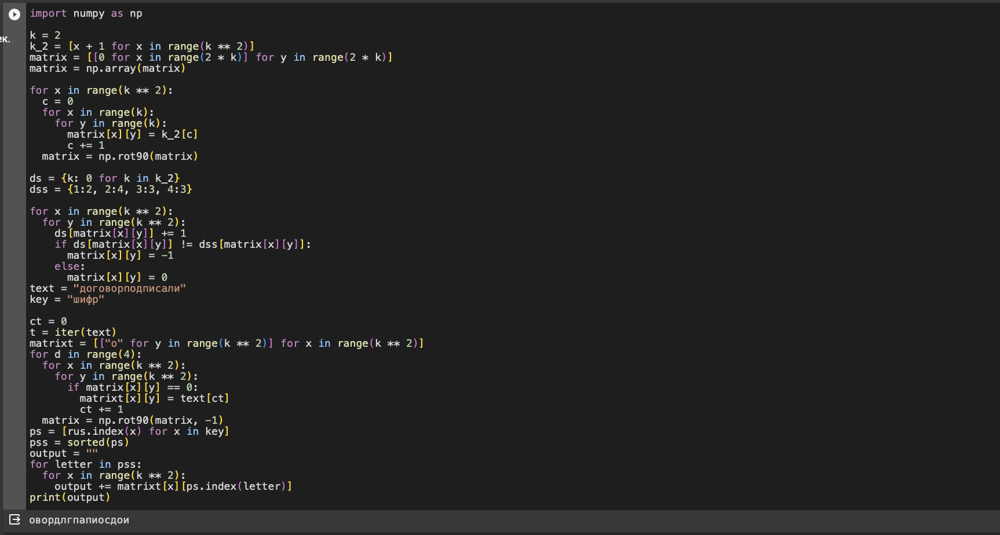 import numpy as np
ек.
k = 2
k_2 = [x + 1 for x in range(k ** 2)]
matrix = [[0 for x in range(2 * k)] for y in range(2 * k)]
matrix = np.array(matrix)

for x in range(k ** 2):
  c = 0
  for x in range(k):
    for y in range(k):
      matrix[x][y] = k_2[c]
      c += 1
  matrix = np.rot90(matrix)

ds = {k: 0 for k in k_2}
dss = {1:2, 2:4, 3:3, 4:3}

for x in range(k ** 2):
  for y in range(k ** 2):
    ds[matrix[x][y]] += 1
    if ds[matrix[x][y]] != dss[matrix[x][y]]:
      matrix[x][y] = -1
    else:
      matrix[x][y] = 0
text = "договорподписали"
key = "шифр"

ct = 0
t = iter(text)
matrixt = [["о" for y in range(k ** 2)] for x in range(k ** 2)]
for d in range(4):
  for x in range(k ** 2):
    for y in range(k ** 2):
      if matrix[x][y] == 0:
        matrixt[x][y] = text[ct]
        ct += 1
  matrix = np.rot90(matrix, -1)
ps = [rus.index(x) for x in key]
pss = sorted(ps)
output = ""
for letter in pss:
  for x in range(k ** 2):
    output += matrixt[x][ps.index(letter)]
print(output)
овордлгпапиосдои